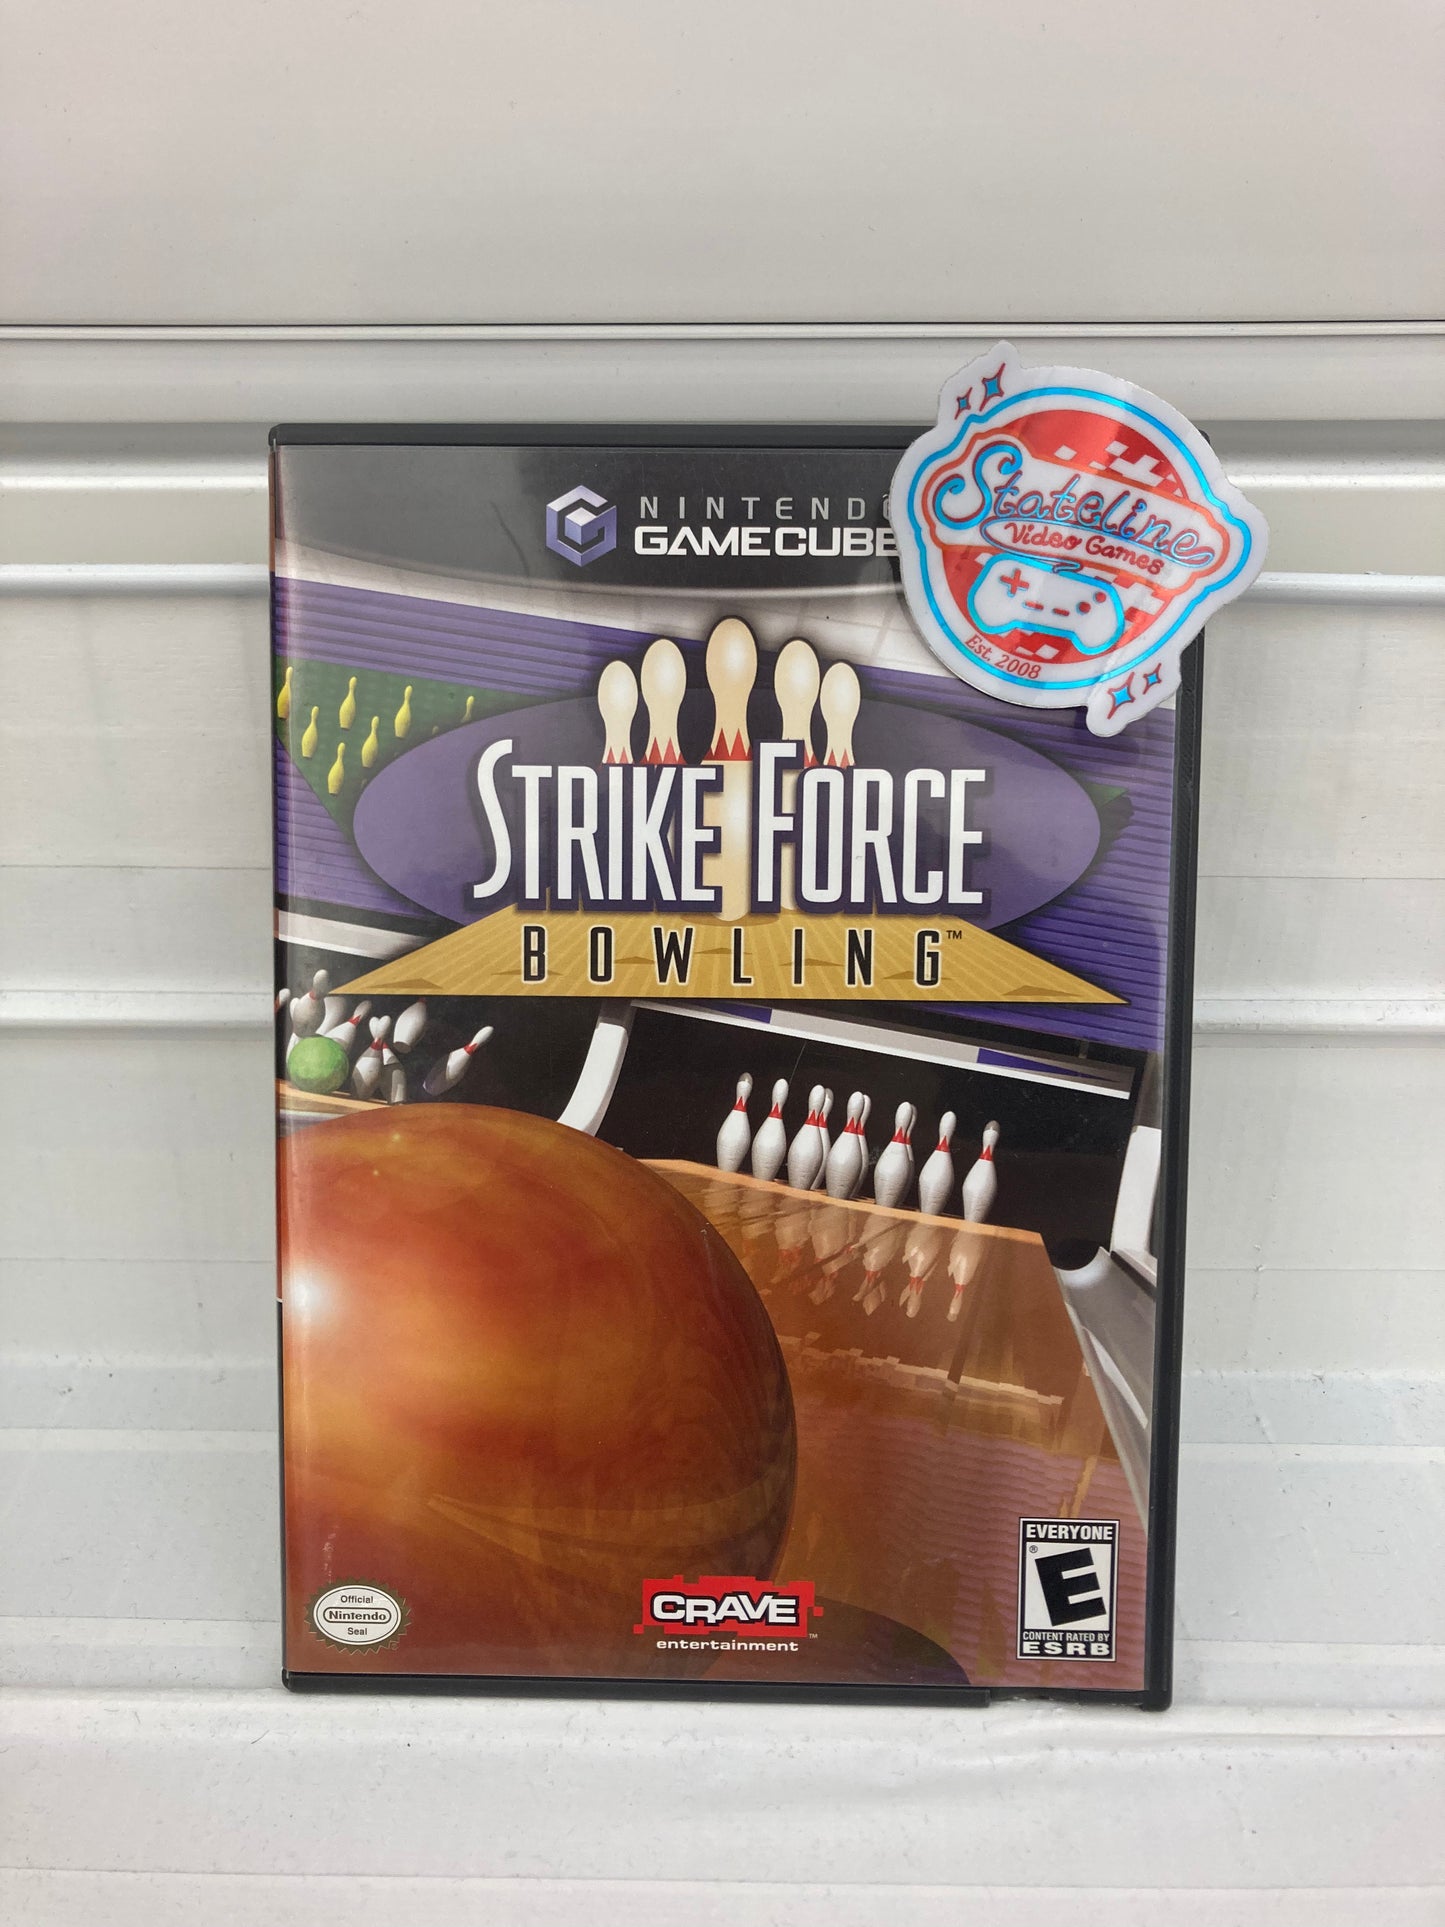 NINTENDO
GAMECUBE
Stateline
Video Games
Est. 2008
STRIKE FORCE
BOWLING™
EVERYONE
E
®
CONTENT RATED BY
ESRB
Official
Nintendo
Seal
CRAVE
™
entertainment